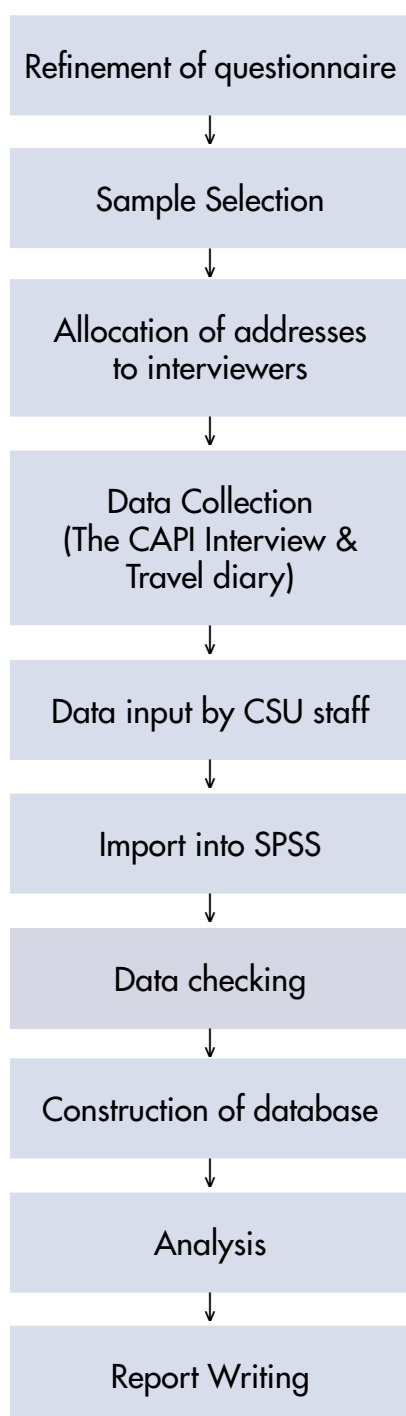 Refinement of questionnaire
Sample Selection
Allocation of addresses
to interviewers
Data Collection
(The CAPI Interview &
Travel diary)
Data input by CSU staff
Import into SPSS
Data checking
Construction of database
Analysis
Report Writing